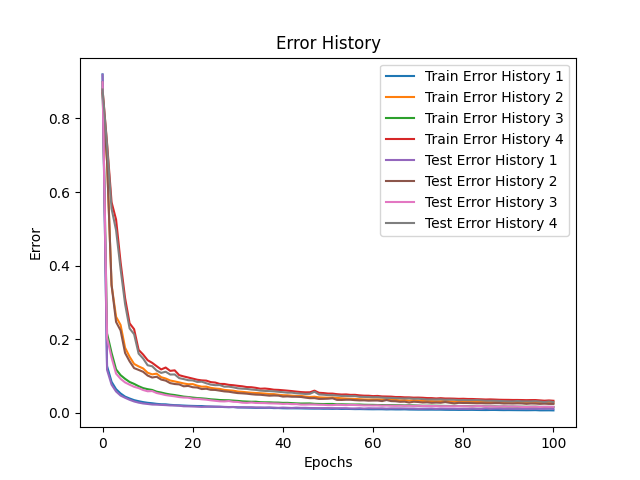 Error History
Train Error History 1
Train Error History 2
Train Error History 3
Train Error History 4
Test Error History 1
Test Error History 2
Test Error History 3
Test Error History 4
Error
0.8
0.6
0.4
0.2
0.0
0 20 40 60 80 100
Epochs